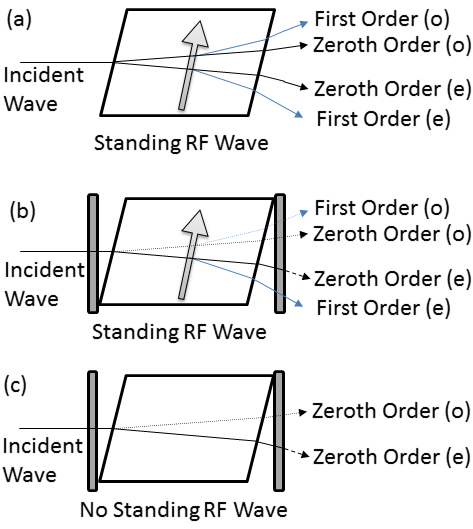 (a)
First Order (o)
Zeroth Order (o)
Incident
Wave
Zeroth Order (e)
First Order (e)
Standing RF Wave
(b)
First Order (o)
Zeroth Order (o)
Incident
Wave
Zeroth Order (e)
First Order (e)
Standing RF Wave
(c)
Zeroth Order (o)
Incident
Wave
Zeroth Order (e)
No Standing RF Wave